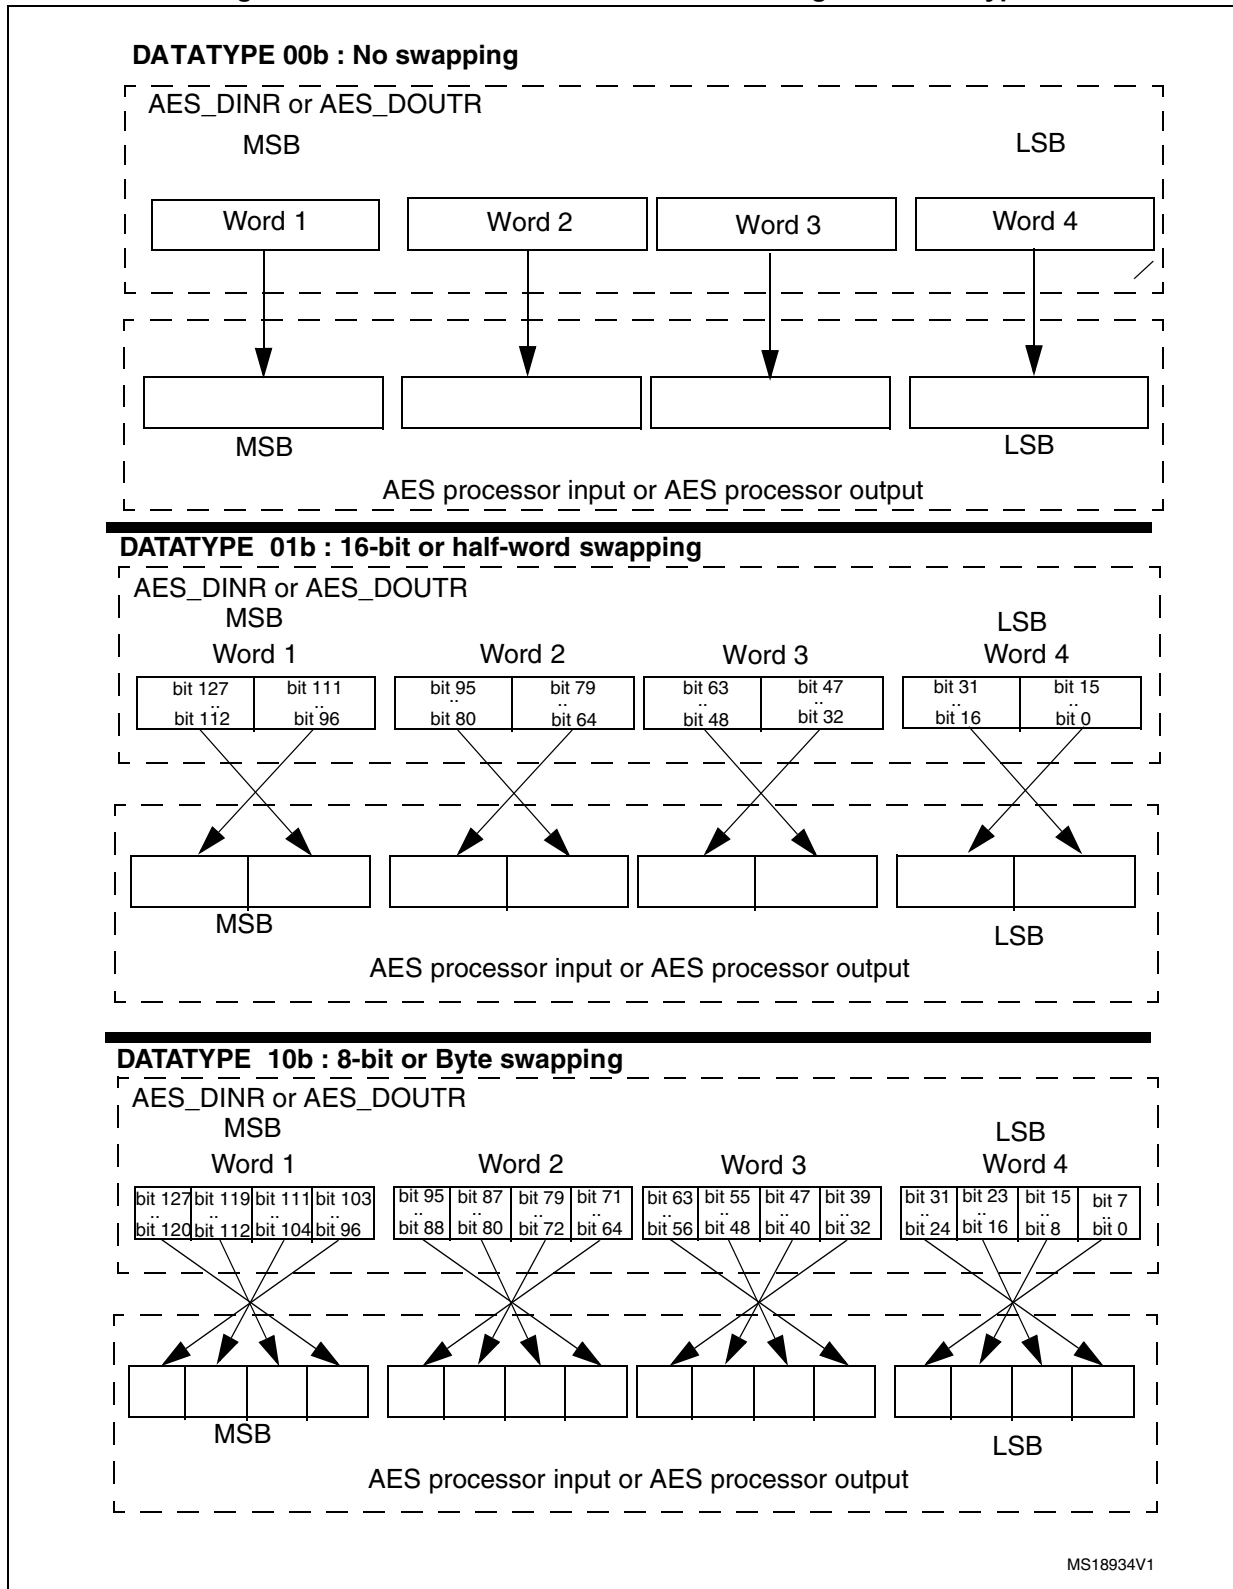 DATATYPE 00b : No swapping
AES_DINR or AES_DOUTR
MSB LSB
Word 1 Word 2 Word 3 Word 4
MSB LSB
AES processor input or AES processor output
DATATYPE 01b : 16-bit or half-word swapping
AES_DINR or AES_DOUTR
MSB LSB
Word 1 Word 2 Word 3 Word 4
bit 127 bit 111 bit 95 bit 79 bit 63 bit 47 bit 31 bit 15
.. .. .. .. .. .. .. ..
bit 112 bit 96 bit 80 bit 64 bit 48 bit 32 bit 16 bit 0
MSB LSB
AES processor input or AES processor output
DATATYPE 10b : 8-bit or Byte swapping
AES_DINR or AES_DOUTR
MSB LSB
Word 1 Word 2 Word 3 Word 4
bit 127 bit 119 bit 111 bit 103 bit 95 bit 87 bit 79 bit 71 bit 63 bit 55 bit 47 bit 39 bit 31 bit 23 bit 15 bit 7
.. .. .. .. .. .. .. .. .. .. .. .. .. .. .. ..
bit 120 bit 112 bit 104 bit 96 bit 88 bit 80 bit 72 bit 64 bit 56 bit 48 bit 40 bit 32 bit 24 bit 16 bit 8 bit 0
MSB LSB
AES processor input or AES processor output
MS18934V1